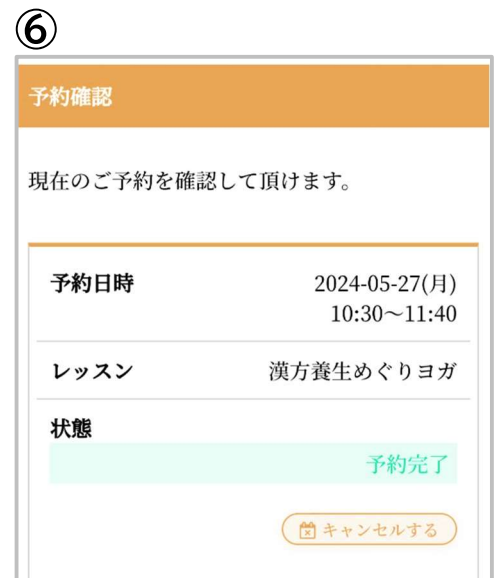 ⑥
予約確認
現在のご予約を確認して頂けます。
予約日時 2024-05-27(月)
10:30～11:40
レッスン 漢方養生めぐりヨガ
状態
予約完了
キャンセルする